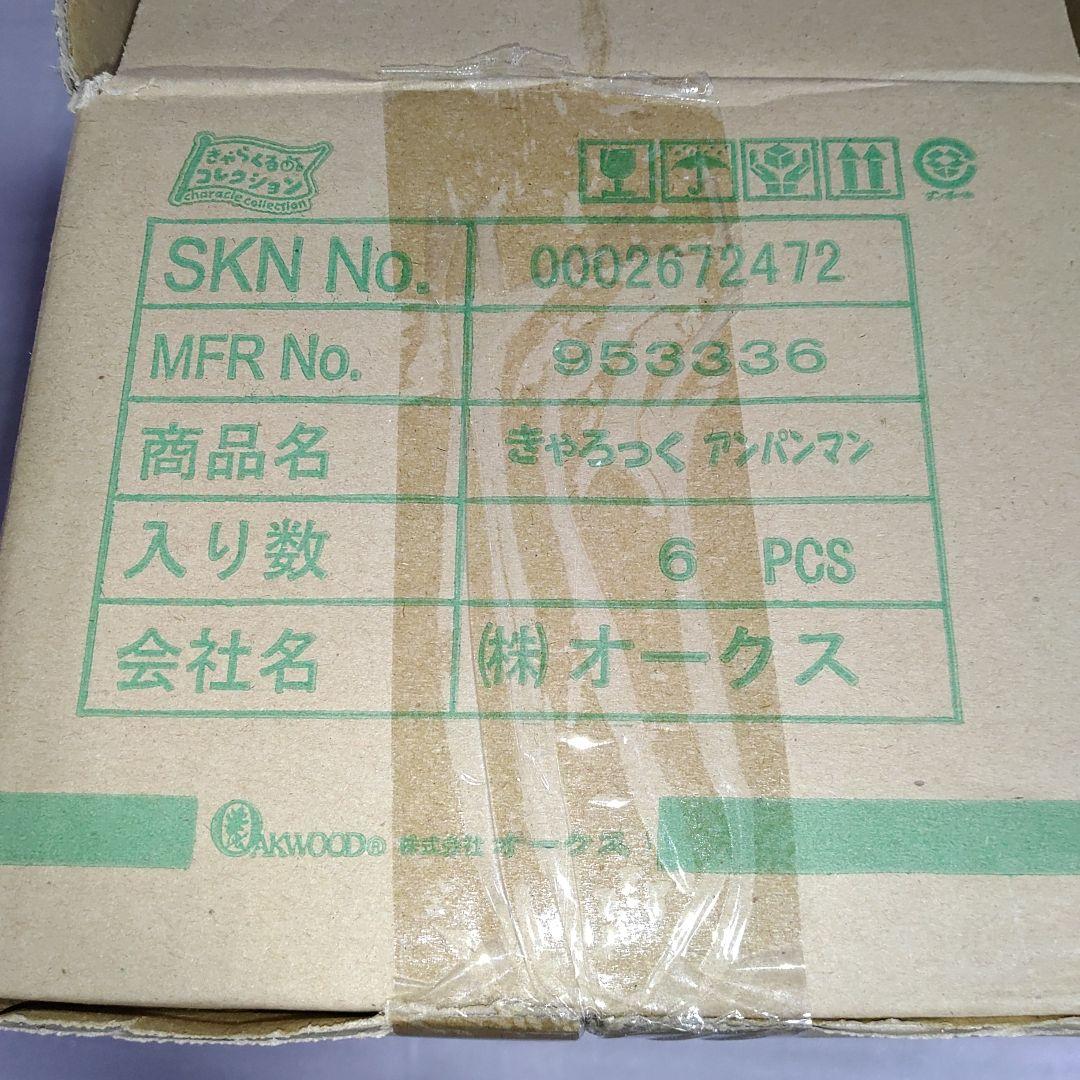 きゃらくる
コレクション
characle collection
SKN No. 0002672472
MFR No. 953336
商品名 きゃろっく アンパンマン
入り数 6 PCS
会社名 ㈱オークス
OAKWOOD® 株式会社 オークス